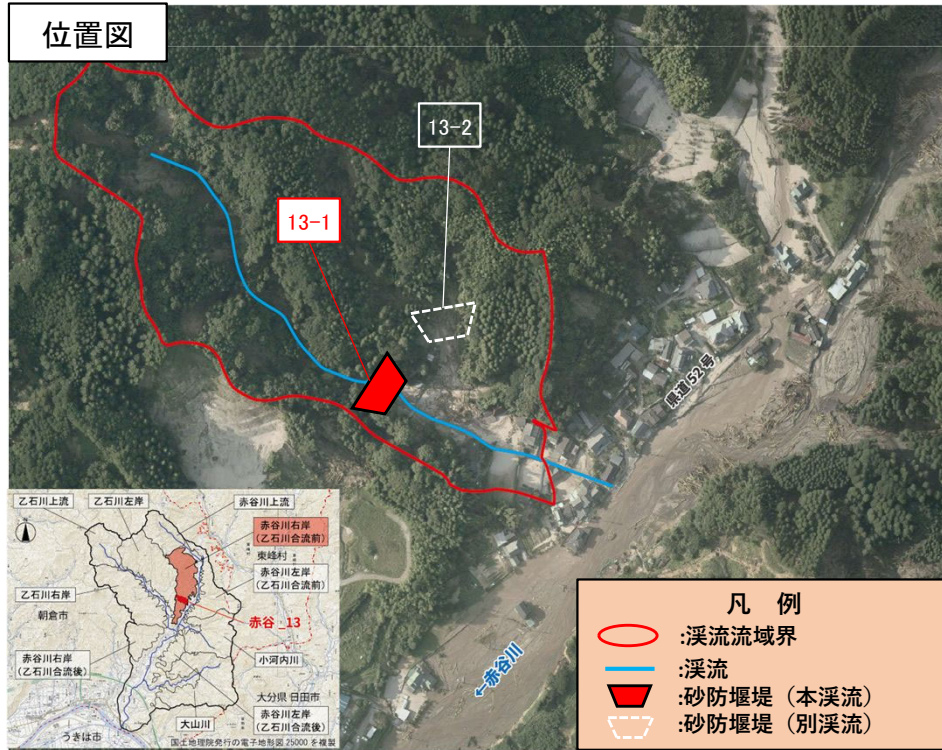 位置図
13-2
13-1
県道52号
←赤谷川
乙石川上流
乙石川左岸
赤谷川上流
赤谷川右岸
(乙石川合流前)
東峰村
赤谷川左岸
(乙石川合流前)
乙石川右岸
朝倉市
赤谷_13
赤谷川右岸
(乙石川合流後)
小河内川
大分県 日田市
大山川
赤谷川左岸
(乙石川合流後)
うきは市
国土地理院発行の電子地形図25000を複製
凡 例
:渓流流域界
:渓流
:砂防堰堤(本渓流)
:砂防堰堤(別渓流)